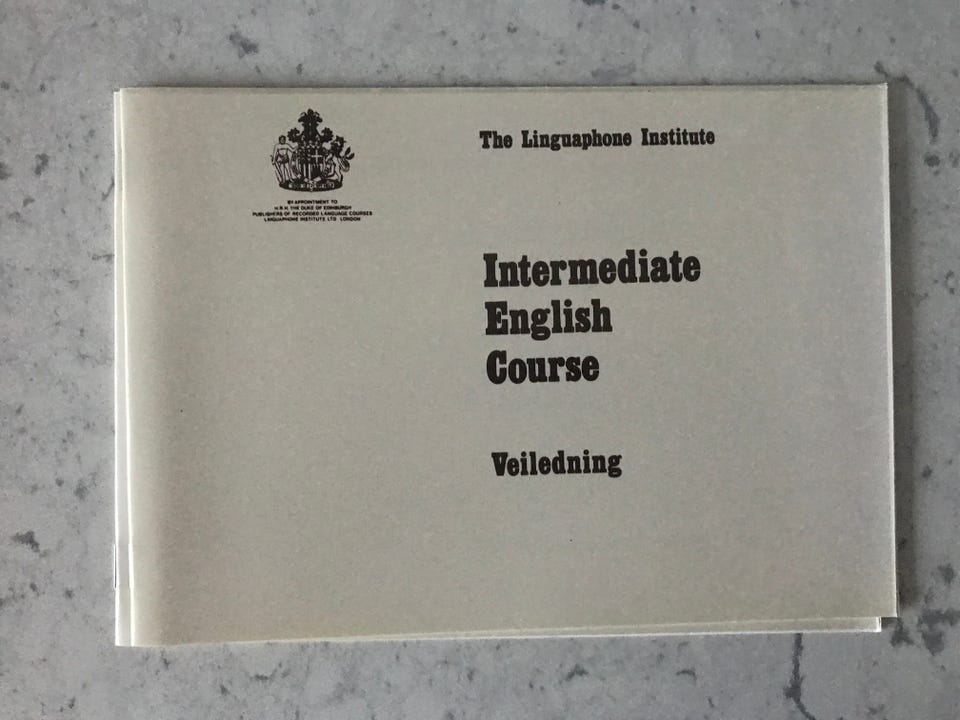 The Linguaphone Institute
BY APPOINTMENT TO
H.R.H. THE DUKE OF EDINBURGH
PUBLISHERS OF RECORDED LANGUAGE COURSES
LINGUAPHONE INSTITUTE LTD LONDON
Intermediate
English
Course
Veiledning